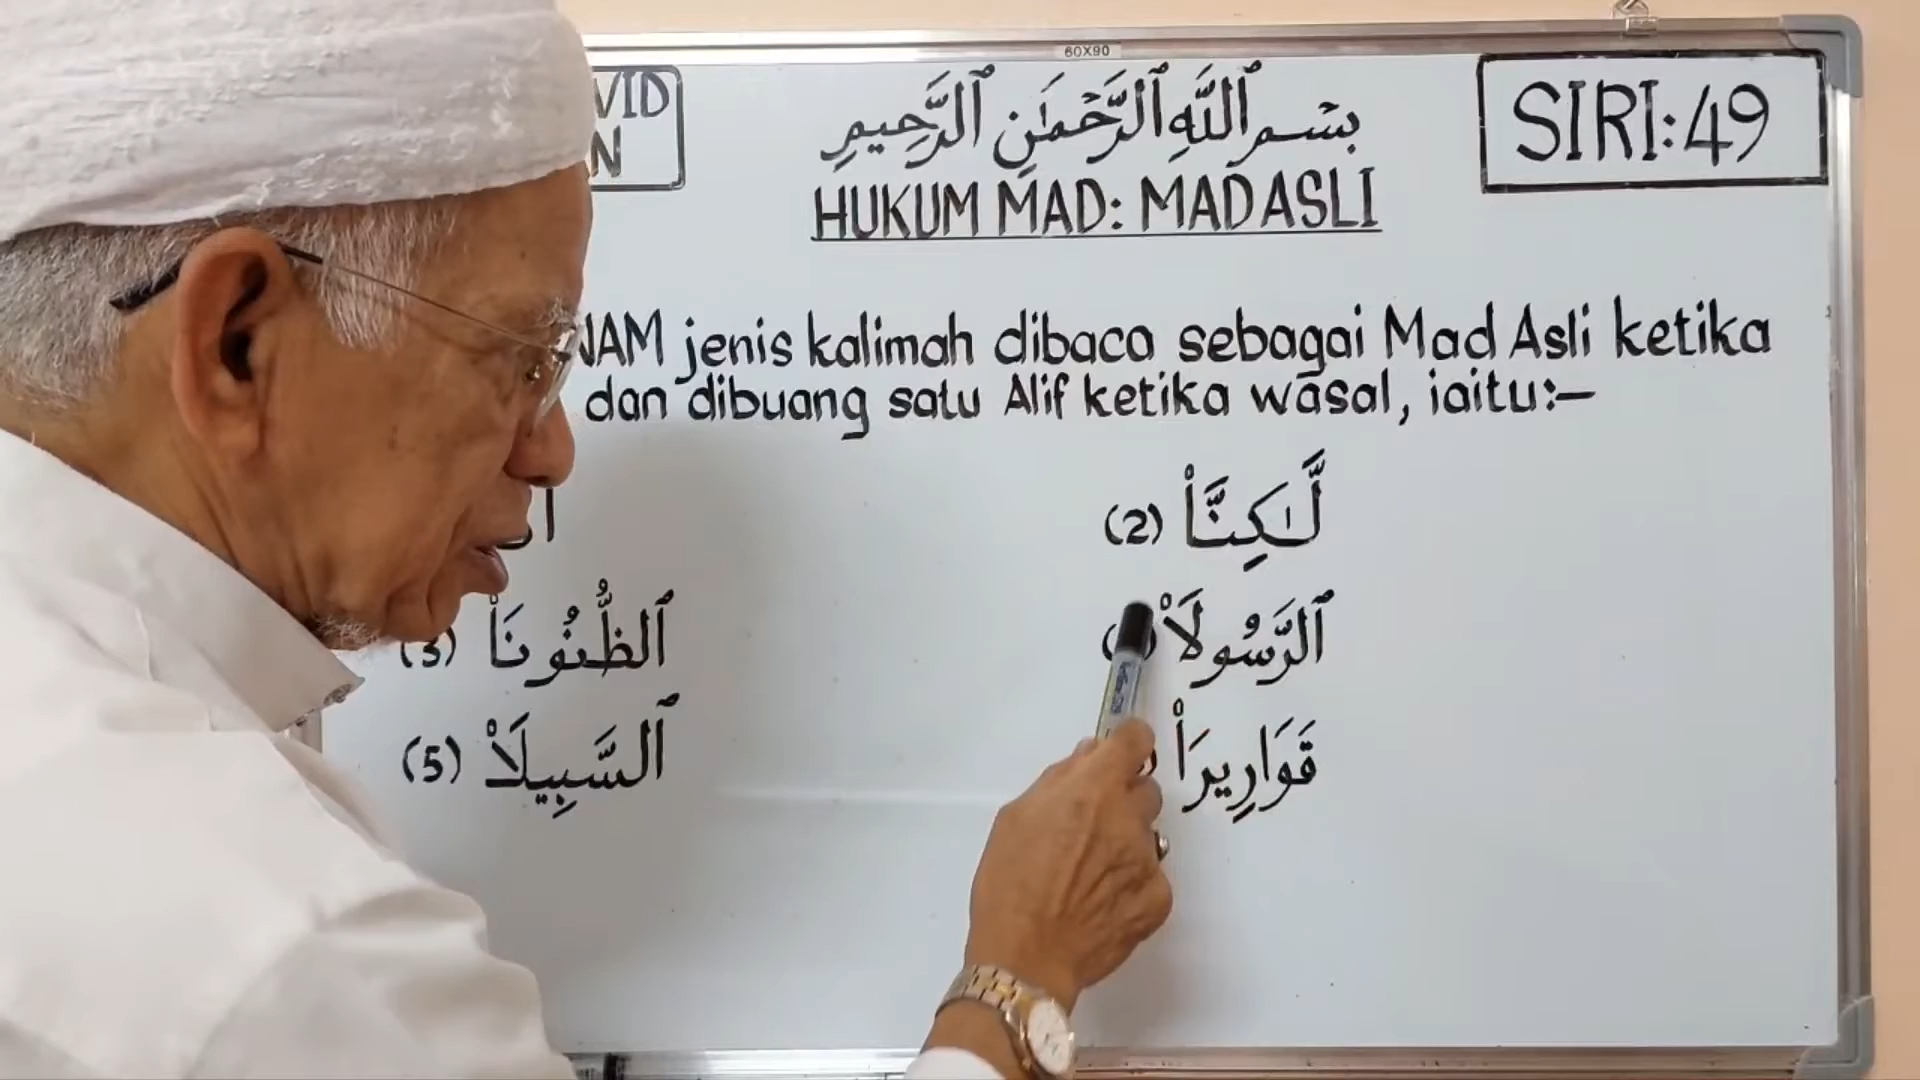 60X90
VID
N
بِسْمِ ٱللَّهِ ٱلرَّحْمَـٰنِ ٱلرَّحِيمِ
SIRI:49
HUKUM MAD: MAD ASLI
NAM jenis kalimah dibaca sebagai Mad Asli ketika
dan dibuang satu Alif ketika wasal, iaitu:-
(2) لَّـٰكِنَّا۠
(3) ٱلظُّنُونَا۠
ٱلرَّسُولَا۠
(5) ٱلسَّبِيلَا۠
قَوَارِيرَا۠